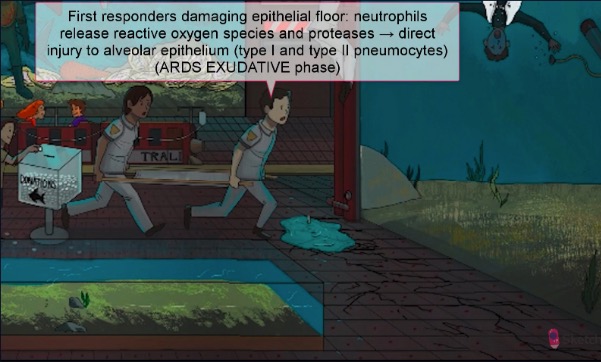 First responders damaging epithelial floor: neutrophils
release reactive oxygen species and proteases → direct
injury to alveolar epithelium (type I and type II pneumocytes)
(ARDS EXUDATIVE phase)
TRAL
DONATIONS